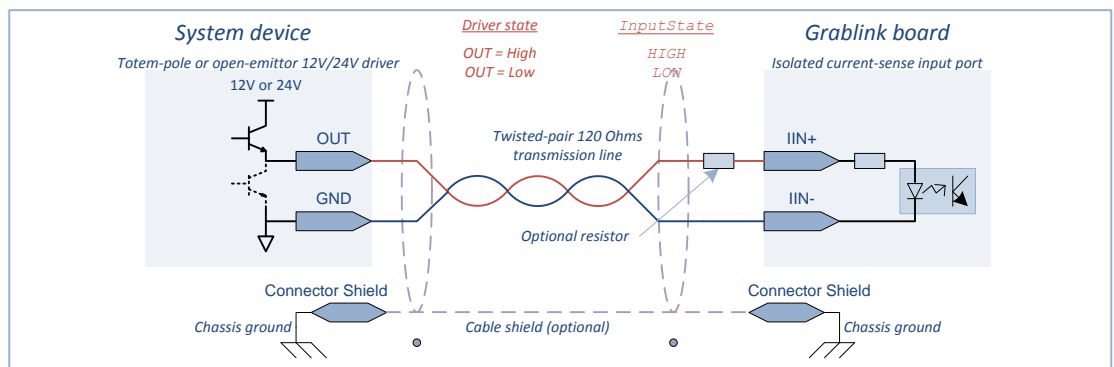 System device
Driver state
InputState
Grablink board
Totem-pole or open-emittor 12V/24V driver
OUT = High
HIGH
Isolated current-sense input port
OUT = Low
LOW
12V or 24V
Twisted-pair 120 Ohms
transmission line
OUT
IIN+
GND
IIN-
Optional resistor
Connector Shield
Connector Shield
Chassis ground
Cable shield (optional)
Chassis ground